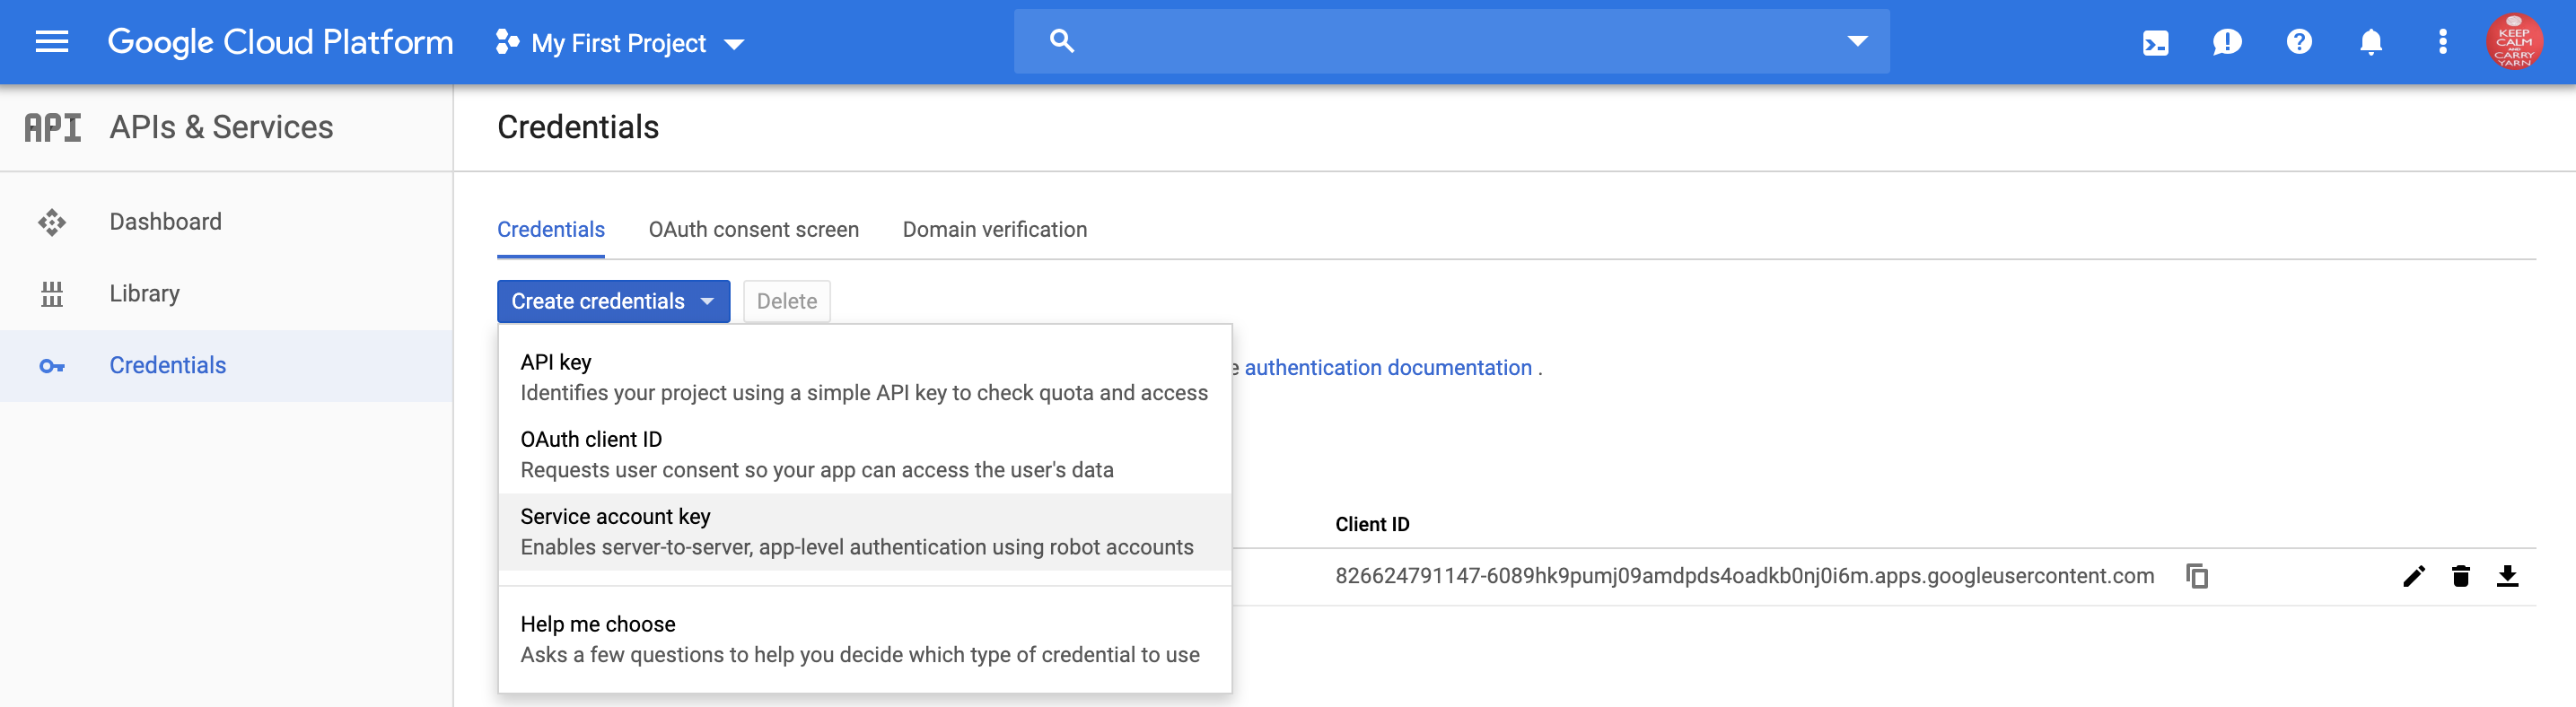 Google Cloud Platform
My First Project
KEEP
CALM
AND
CARRY
YARN
API
APIs & Services
Credentials
Dashboard
Library
Credentials
Credentials
OAuth consent screen
Domain verification
Create credentials
Delete
API key
Identifies your project using a simple API key to check quota and access
OAuth client ID
Requests user consent so your app can access the user's data
Service account key
Enables server-to-server, app-level authentication using robot accounts
Help me choose
Asks a few questions to help you decide which type of credential to use
e authentication documentation .
Client ID
826624791147-6089hk9pumj09amdpds4oadkb0nj0i6m.apps.googleusercontent.com